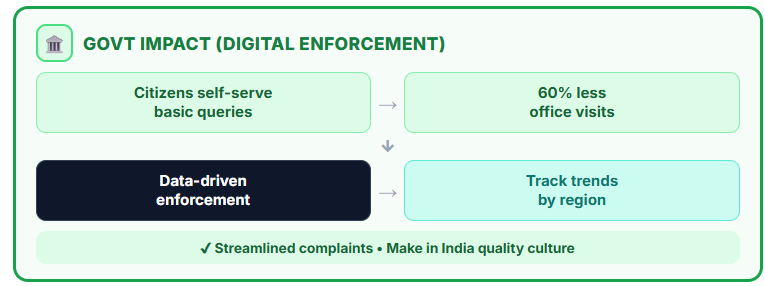 GOVT IMPACT (DIGITAL ENFORCEMENT)
Citizens self-serve
basic queries
→
60% less
office visits
↓
Data-driven
enforcement
→
Track trends
by region
✓ Streamlined complaints • Make in India quality culture